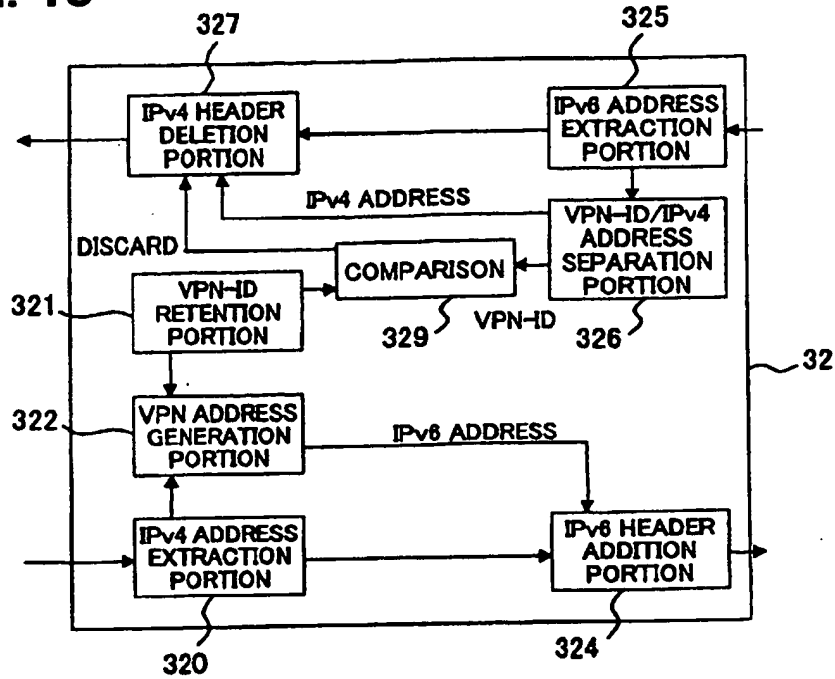 327
325
IPv4 HEADER
DELETION
PORTION
IPv6 ADDRESS
EXTRACTION
PORTION
IPv4 ADDRESS
VPN-ID/IPv4
ADDRESS
SEPARATION
PORTION
DISCARD
COMPARISON
321
VPN-ID
RETENTION
PORTION
329
VPN-ID
326
32
322
VPN ADDRESS
GENERATION
PORTION
IPv6 ADDRESS
IPv4 ADDRESS
EXTRACTION
PORTION
IPv6 HEADER
ADDITION
PORTION
320
324